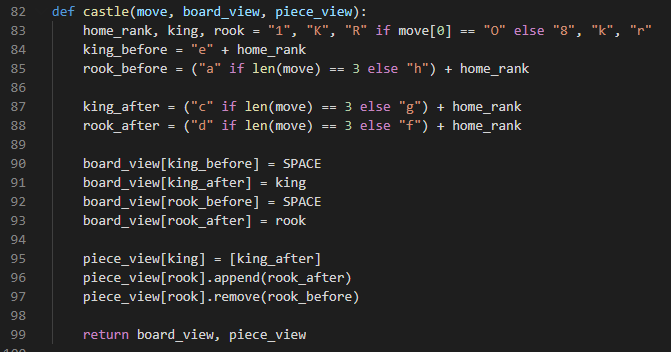 82 def castle(move, board_view, piece_view):
83     home_rank, king, rook = "1", "K", "R" if move[0] == "O" else "8", "k", "r"
84     king_before = "e" + home_rank
85     rook_before = ("a" if len(move) == 3 else "h") + home_rank
86
87     king_after = ("c" if len(move) == 3 else "g") + home_rank
88     rook_after = ("d" if len(move) == 3 else "f") + home_rank
89
90     board_view[king_before] = SPACE
91     board_view[king_after] = king
92     board_view[rook_before] = SPACE
93     board_view[rook_after] = rook
94
95     piece_view[king] = [king_after]
96     piece_view[rook].append(rook_after)
97     piece_view[rook].remove(rook_before)
98
99     return board_view, piece_view